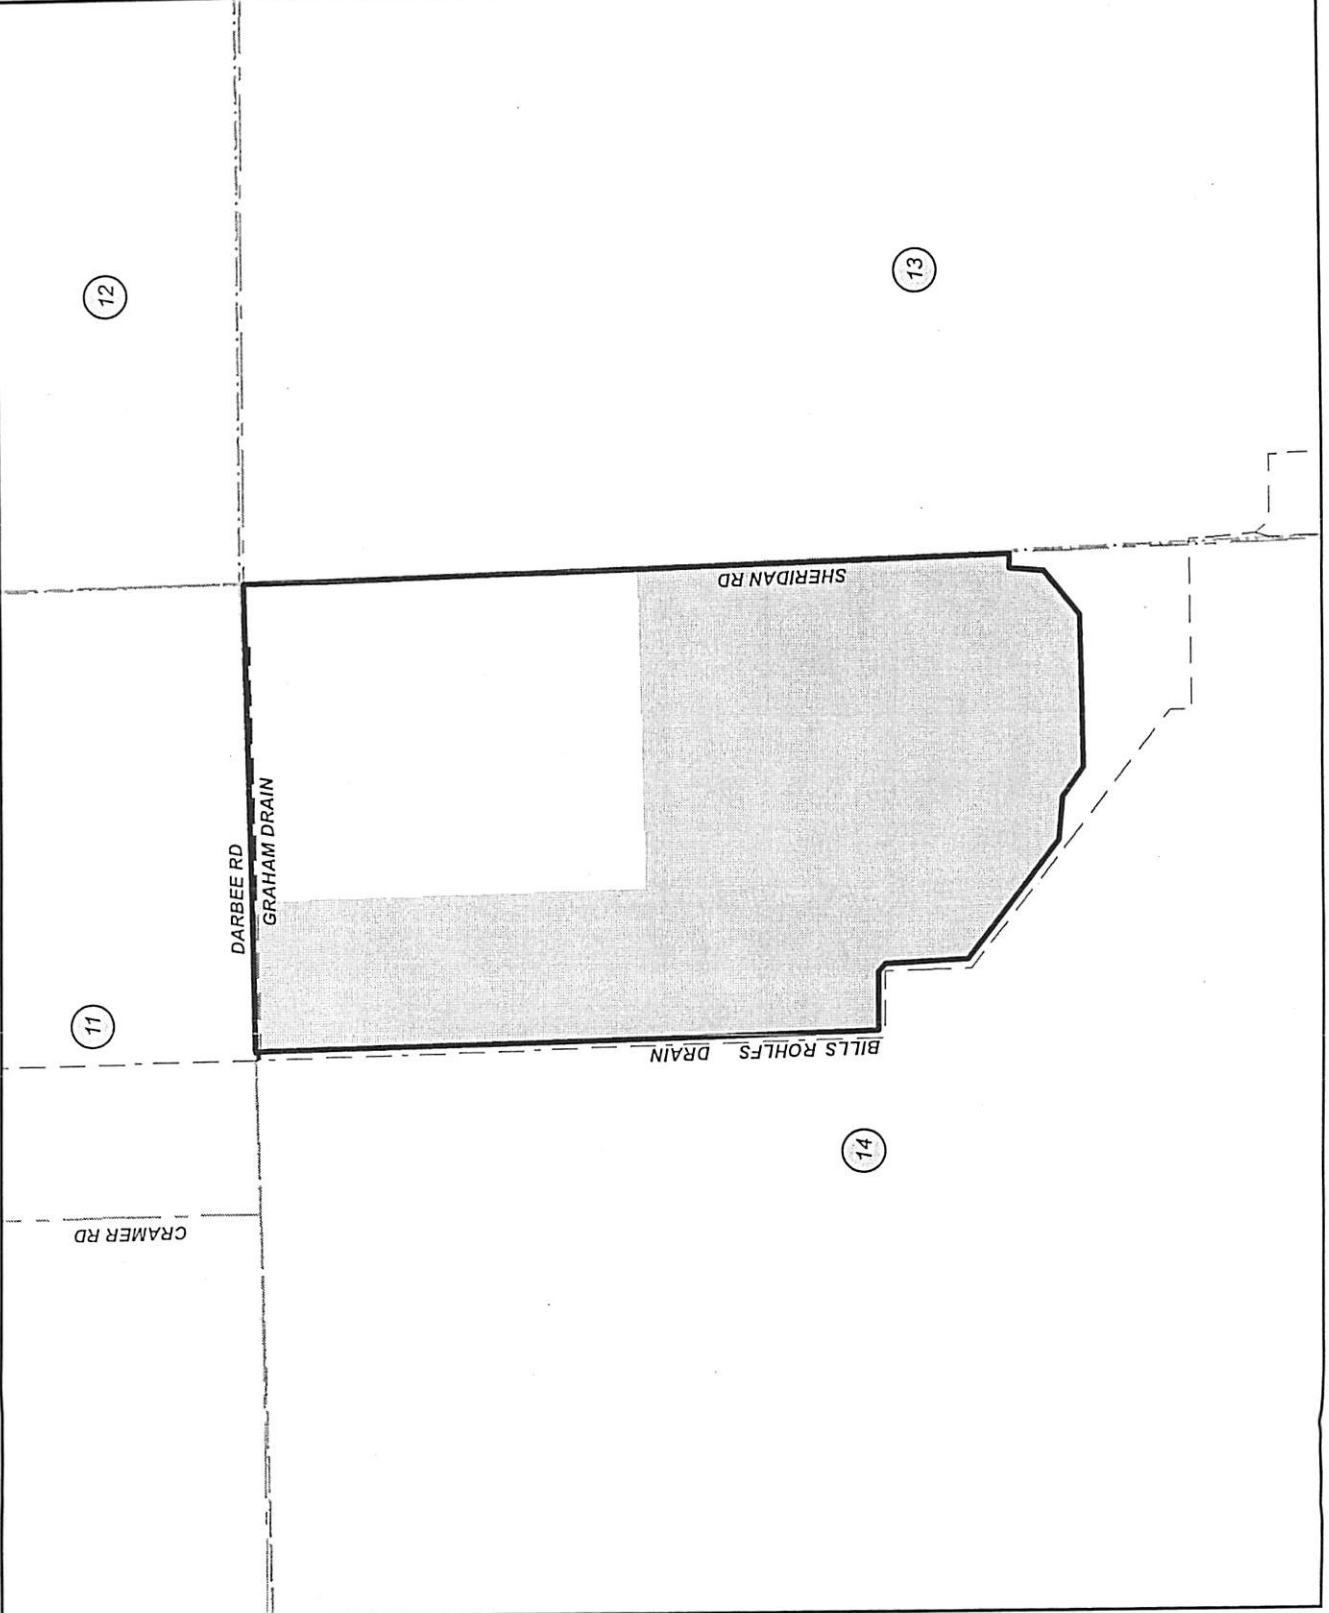 12
13
SHERIDAN RD
DARBEE RD
GRAHAM DRAIN
11
BILLS ROHLFS DRAIN
14
CRAMER RD